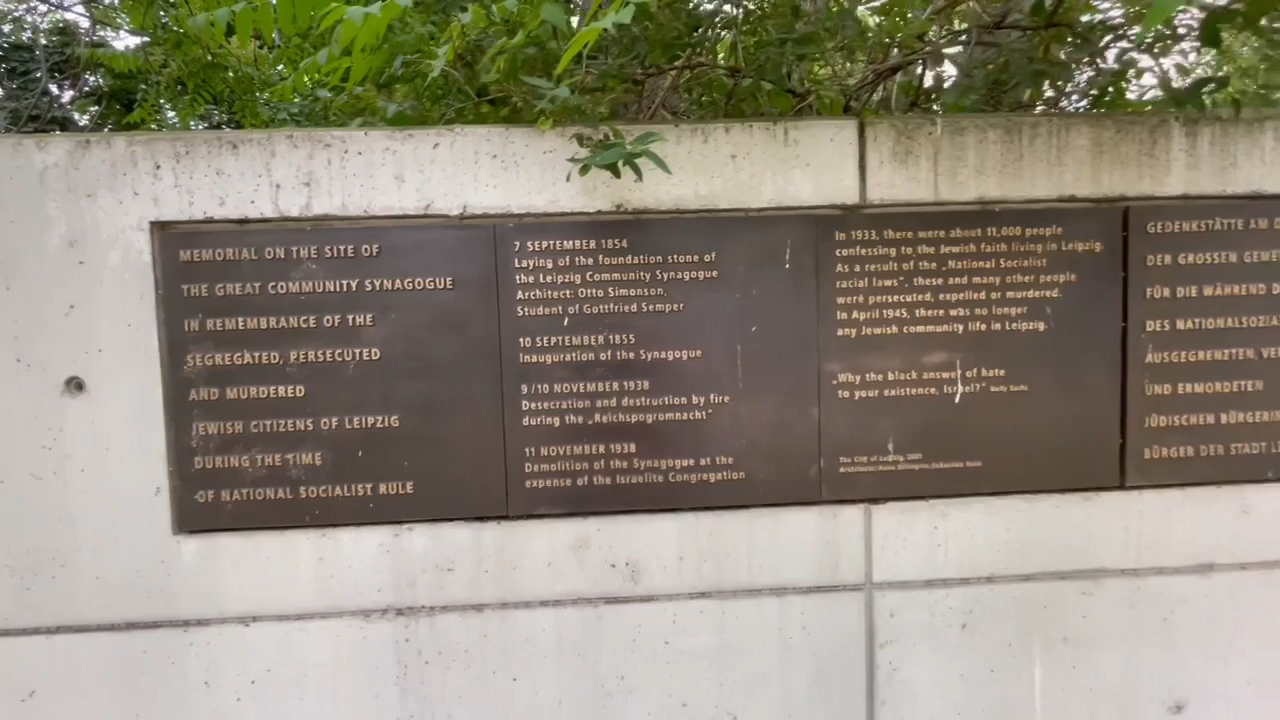 MEMORIAL ON THE SITE OF
THE GREAT COMMUNITY SYNAGOGUE
IN REMEMBRANCE OF THE
SEGREGATED, PERSECUTED
AND MURDERED
JEWISH CITIZENS OF LEIPZIG
DURING THE TIME
OF NATIONAL SOCIALIST RULE
7 SEPTEMBER 1854
Laying of the foundation stone of
the Leipzig Community Synagogue
Architect: Otto Simonson,
Student of Gottfried Semper
10 SEPTEMBER 1855
Inauguration of the Synagogue
9/10 NOVEMBER 1938
Desecration and destruction by fire
during the „Reichspogromnacht"
11 NOVEMBER 1938
Demolition of the Synagogue at the
expense of the Israelite Congregation
In 1933, there were about 11,000 people
confessing to the Jewish faith living in Leipzig.
As a result of the „National Socialist
racial laws", these and many other people
were persecuted, expelled or murdered.
In April 1945, there was no longer
any Jewish community life in Leipzig.
„Why the black answer of hate
to your existence, Israel?" Nelly Sachs
The City of Leipzig, 2001
Architects: Anna Dilengite, Sebastian Helm
GEDENKSTÄTTE AM
DER GROSSEN GEME
FÜR DIE WÄHREND D
DES NATIONALSOZIA
AUSGEGRENZTEN, VE
UND ERMORDETEN
JÜDISCHEN BÜRGERIN
BÜRGER DER STADT L